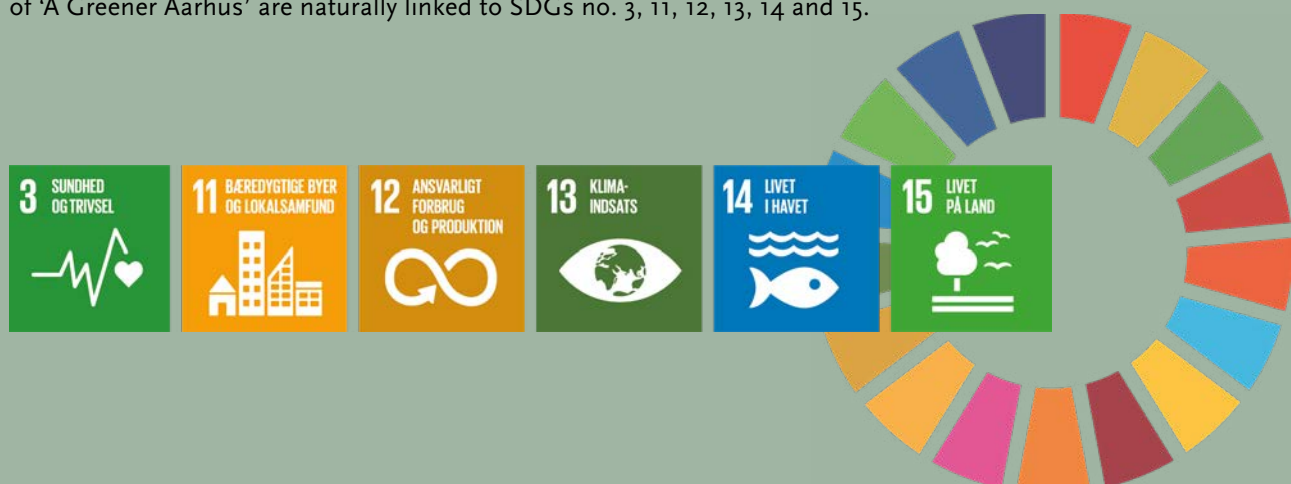 of ‘A Greener Aarhus’ are naturally linked to SDGs no. 3, 11, 12, 13, 14 and 15.
3 SUNDHED
OG TRIVSEL
11 BÆREDYGTIGE BYER
OG LOKALSAMFUND
12 ANSVARLIGT
FORBRUG
OG PRODUKTION
13 KLIMA-
INDSATS
14 LIVET
I HAVET
15 LIVET
PÅ LAND